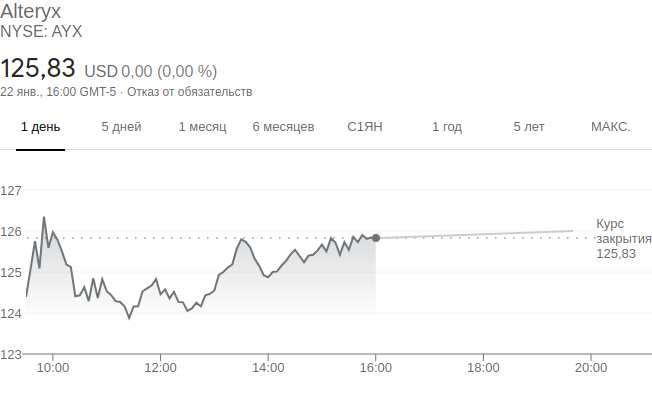 Alteryx
NYSE: AYX
125,83 USD 0,00 (0,00 %)
22 янв., 16:00 GMT-5 · Отказ от обязательств
1 день 5 дней 1 месяц 6 месяцев С1ЯН 1 год 5 лет МАКС.
127
126
125
124
123
Курс
закрытия
125,83
10:00 12:00 14:00 16:00 18:00 20:00